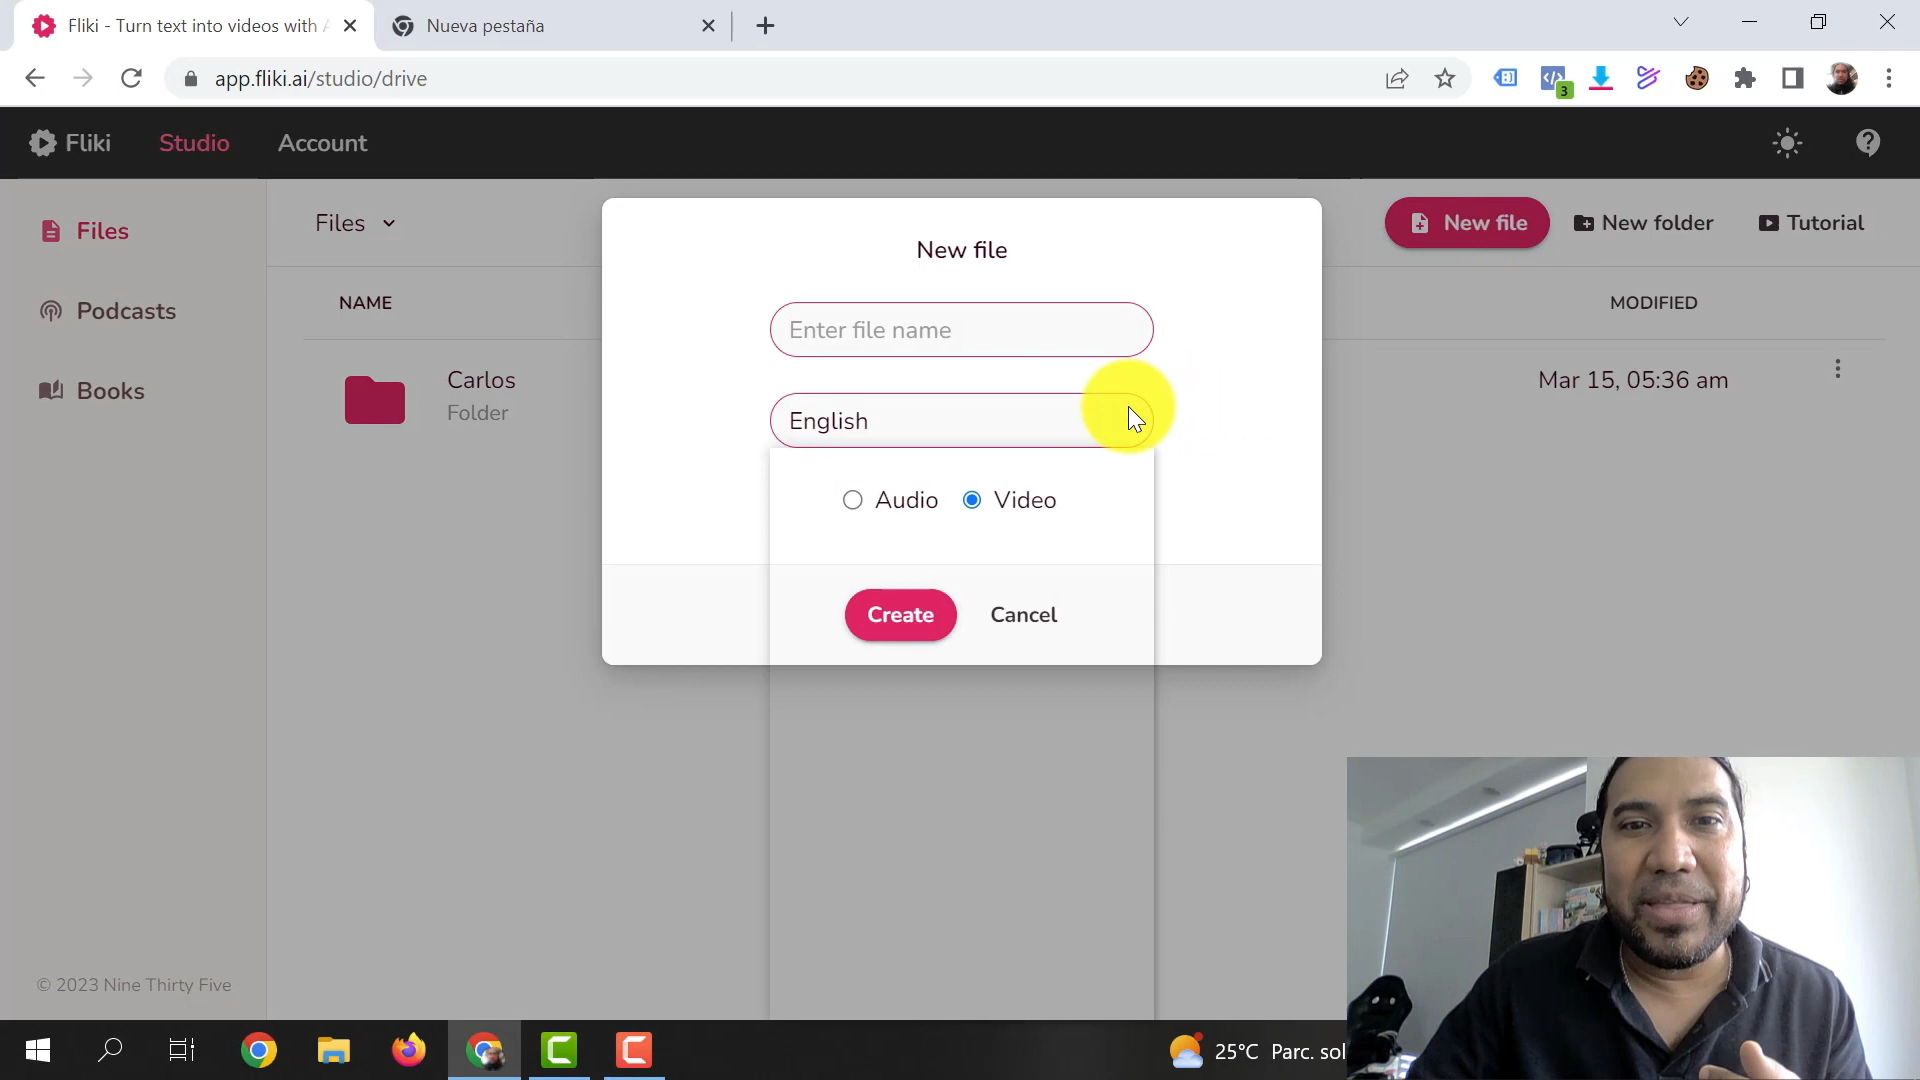 Fliki - Turn text into videos with A
Nueva pestaña
app.fliki.ai/studio/drive
3
Fliki
Studio
Account
Files
Podcasts
Books
Files
New file
New folder
Tutorial
NAME
MODIFIED
Carlos
Folder
Mar 15, 05:36 am
New file
Enter file name
English
Audio
Video
Create
Cancel
© 2023 Nine Thirty Five
25°C Parc. sol